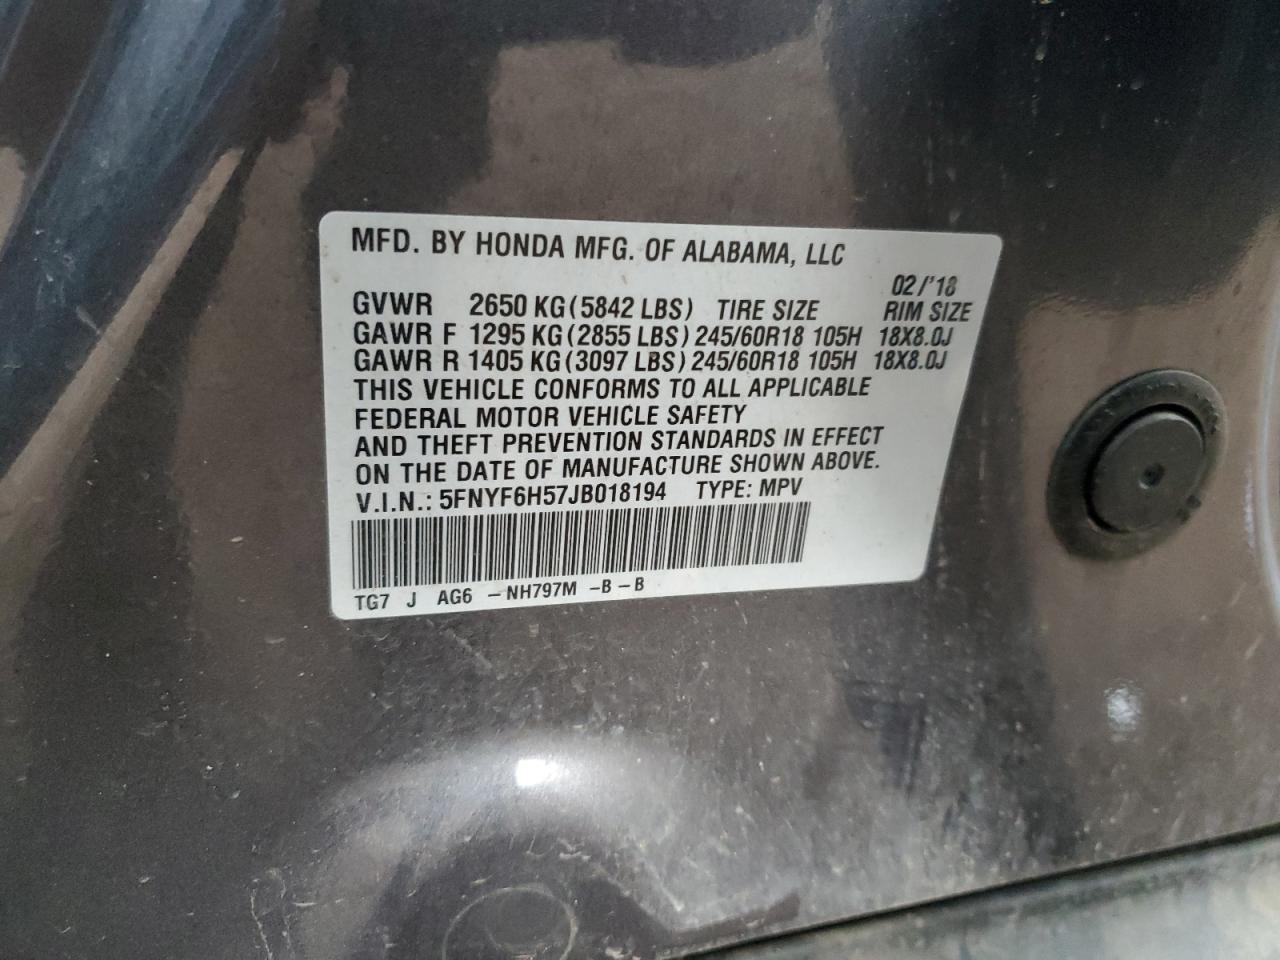 MFD. BY HONDA MFG. OF ALABAMA, LLC
02/'18
GVWR 2650 KG (5842 LBS) TIRE SIZE RIM SIZE
GAWR F 1295 KG (2855 LBS) 245/60R18 105H 18X8.0J
GAWR R 1405 KG (3097 LBS) 245/60R18 105H 18X8.0J
THIS VEHICLE CONFORMS TO ALL APPLICABLE
FEDERAL MOTOR VEHICLE SAFETY
AND THEFT PREVENTION STANDARDS IN EFFECT
ON THE DATE OF MANUFACTURE SHOWN ABOVE.
V.I.N.: 5FNYF6H57JB018194 TYPE: MPV
TG7 J AG6 -NH797M -B-B